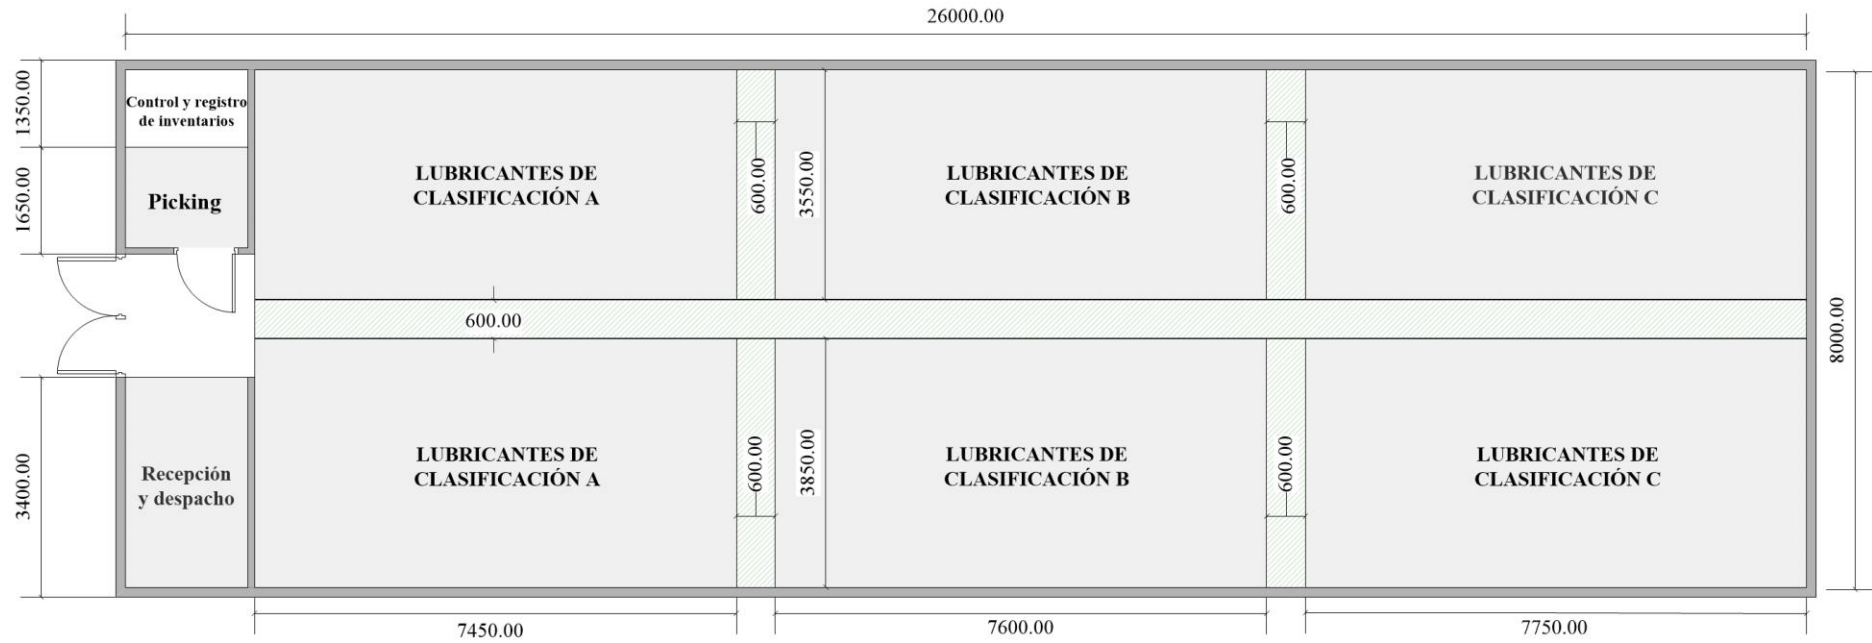 26000.00
1350.00
Control y registro
de inventarios
1650.00
Picking
LUBRICANTES DE
CLASIFICACIÓN A
600.00
3550.00
LUBRICANTES DE
CLASIFICACIÓN B
600.00
LUBRICANTES DE
CLASIFICACIÓN C
600.00
8000.00
3400.00
Recepción
y despacho
LUBRICANTES DE
CLASIFICACIÓN A
600.00
3850.00
LUBRICANTES DE
CLASIFICACIÓN B
600.00
LUBRICANTES DE
CLASIFICACIÓN C
7450.00
7600.00
7750.00